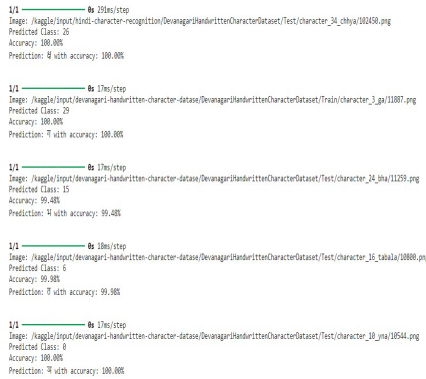 1/1 ━━━━━━━━━━ 0s 291ms/step
Image: /kaggle/input/hindi-character-recognition/DevanagariHandwrittenCharacterDataset/Test/character_34_chhya/102450.png
Predicted Class: 26
Accuracy: 100.00%
Prediction: with accuracy: 100.00%
1/1 ━━━━━━━━━━ 0s 17ms/step
Image: /kaggle/input/devanagari-handwritten-character-datase/DevanagariHandwrittenCharacterDataset/Train/character_3_ga/11887.png
Predicted Class: 29
Accuracy: 100.00%
Prediction: ग with accuracy: 100.00%
1/1 ━━━━━━━━━━ 0s 17ms/step
Image: /kaggle/input/devanagari-handwritten-character-datase/DevanagariHandwrittenCharacterDataset/Test/character_24_bha/11259.png
Predicted Class: 15
Accuracy: 99.48%
Prediction: भ with accuracy: 99.48%
1/1 ━━━━━━━━━━ 0s 18ms/step
Image: /kaggle/input/devanagari-handwritten-character-datase/DevanagariHandwrittenCharacterDataset/Test/character_16_tabala/10800.pn
Predicted Class: 6
Accuracy: 99.98%
Prediction: त with accuracy: 99.98%
1/1 ━━━━━━━━━━ 0s 17ms/step
Image: /kaggle/input/devanagari-handwritten-character-datase/DevanagariHandwrittenCharacterDataset/Test/character_10_yna/10544.png
Predicted Class: 0
Accuracy: 100.00%
Prediction: ञ with accuracy: 100.00%